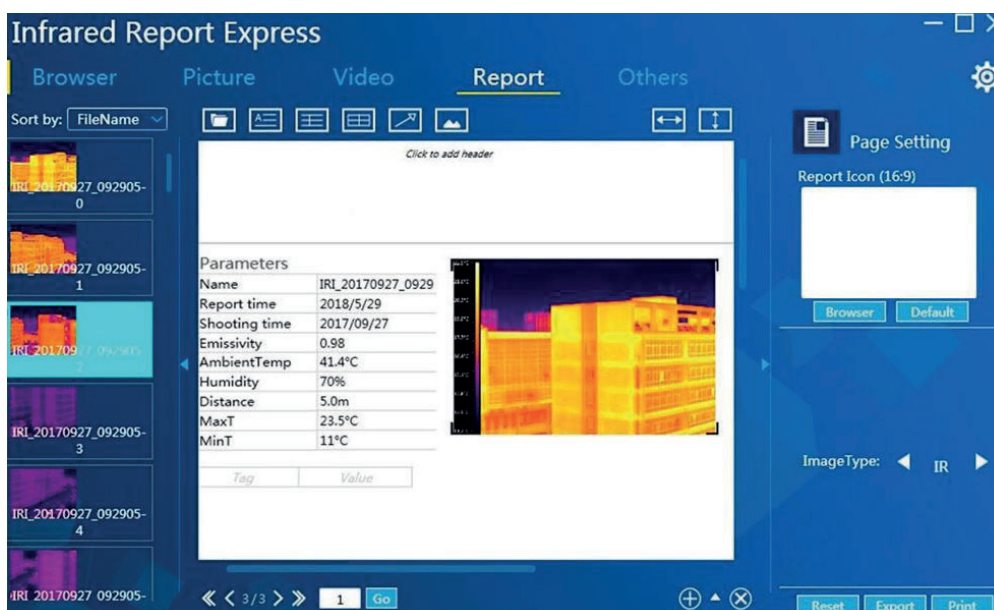 Infrared Report Express
Browser Picture Video Report Others
Sort by: FileName
IRI_20170927_092905-
0
IRI_20170927_092905-
1
IRI_20170927_092905-
2
IRI_20170927_092905-
3
IRI_20170927_092905-
4
IRI_20170927_092905-
Click to add header
Parameters
Name IRI_20170927_0929
Report time 2018/5/29
Shooting time 2017/09/27
Emissivity 0.98
AmbientTemp 41.4°C
Humidity 70%
Distance 5.0m
MaxT 23.5°C
MinT 11°C
Tag Value
3/3 1 Go
Page Setting
Report Icon (16:9)
Browser Default
ImageType: IR
Reset Export Print